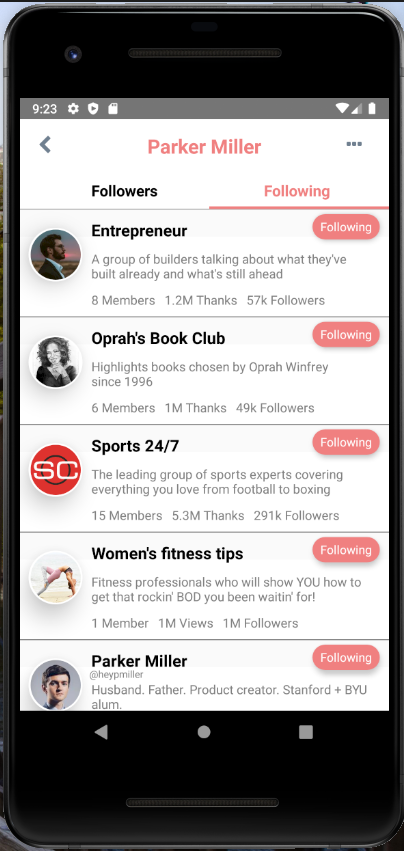 9:23
Parker Miller
Followers
Following
Entrepreneur
Following
A group of builders talking about what they've
built already and what's still ahead
8 Members 1.2M Thanks 57k Followers
Oprah's Book Club
Following
Highlights books chosen by Oprah Winfrey
since 1996
6 Members 1M Thanks 49k Followers
Sports 24/7
Following
SC
The leading group of sports experts covering
everything you love from football to boxing
15 Members 5.3M Thanks 291k Followers
Women's fitness tips
Following
Fitness professionals who will show YOU how to
get that rockin' BOD you been waitin' for!
1 Member 1M Views 1M Followers
Parker Miller
Following
@heypmiller
Husband. Father. Product creator. Stanford + BYU
alum.